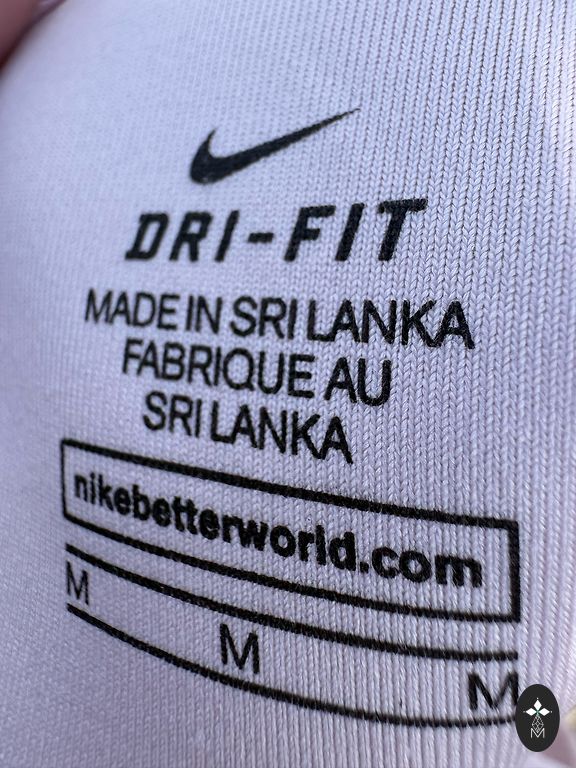 DRI-FIT
MADE IN SRI LANKA
FABRIQUE AU
SRI LANKA
nikebetterworld.com
M M M
M